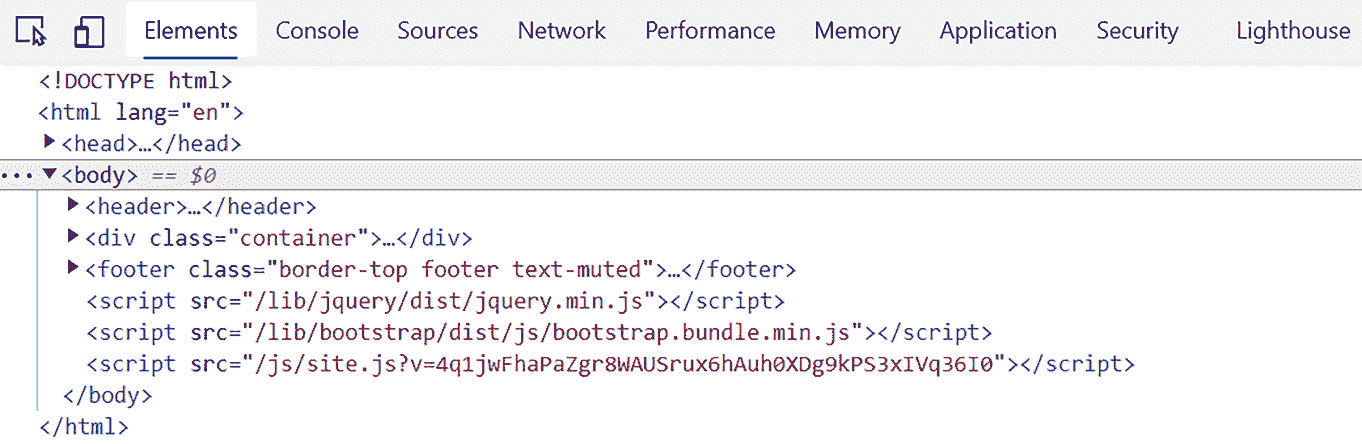 Elements Console Sources Network Performance Memory Application Security Lighthouse
<!DOCTYPE html>
<html lang="en">
<head>…</head>
<body> == $0
<header>…</header>
<div class="container">…</div>
<footer class="border-top footer text-muted">…</footer>
<script src="/lib/jquery/dist/jquery.min.js"></script>
<script src="/lib/bootstrap/dist/js/bootstrap.bundle.min.js"></script>
<script src="/js/site.js?v=4q1jwFhaPaZgr8WAUSrux6hAuh0XDg9kPS3xIVq36I0"></script>
</body>
</html>